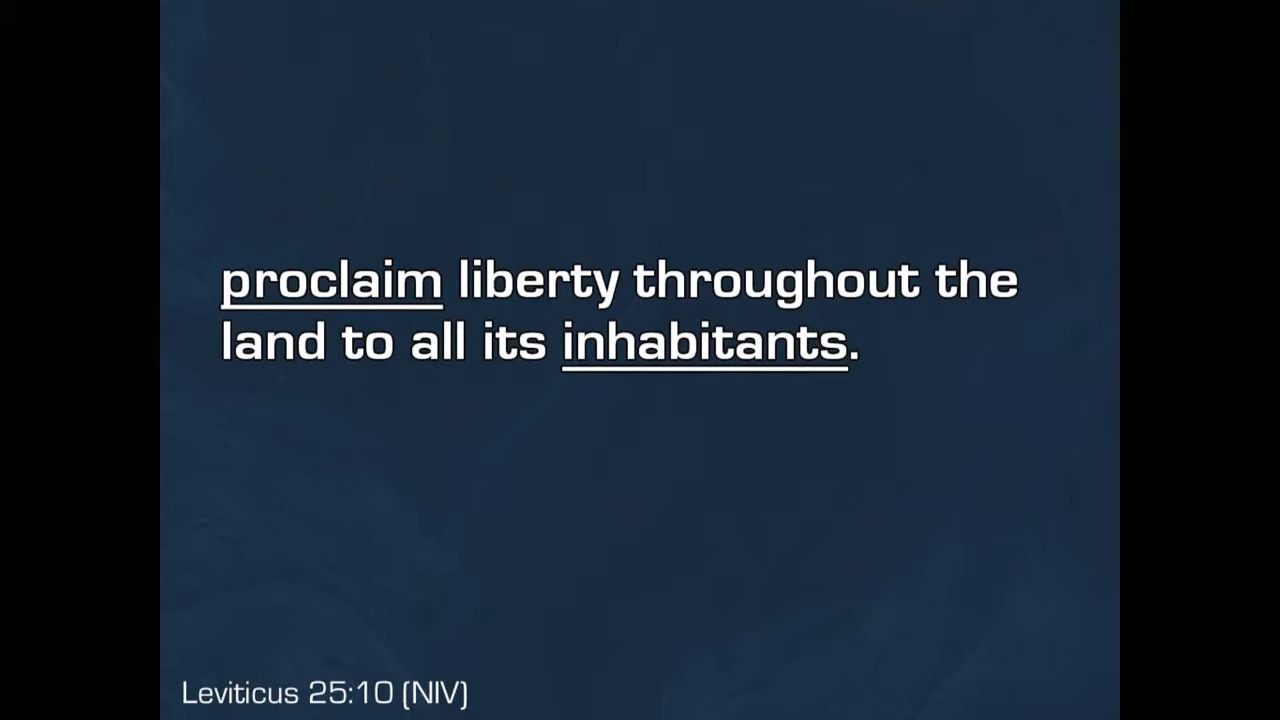 proclaim liberty throughout the
land to all its inhabitants.
Leviticus 25:10 (NIV)